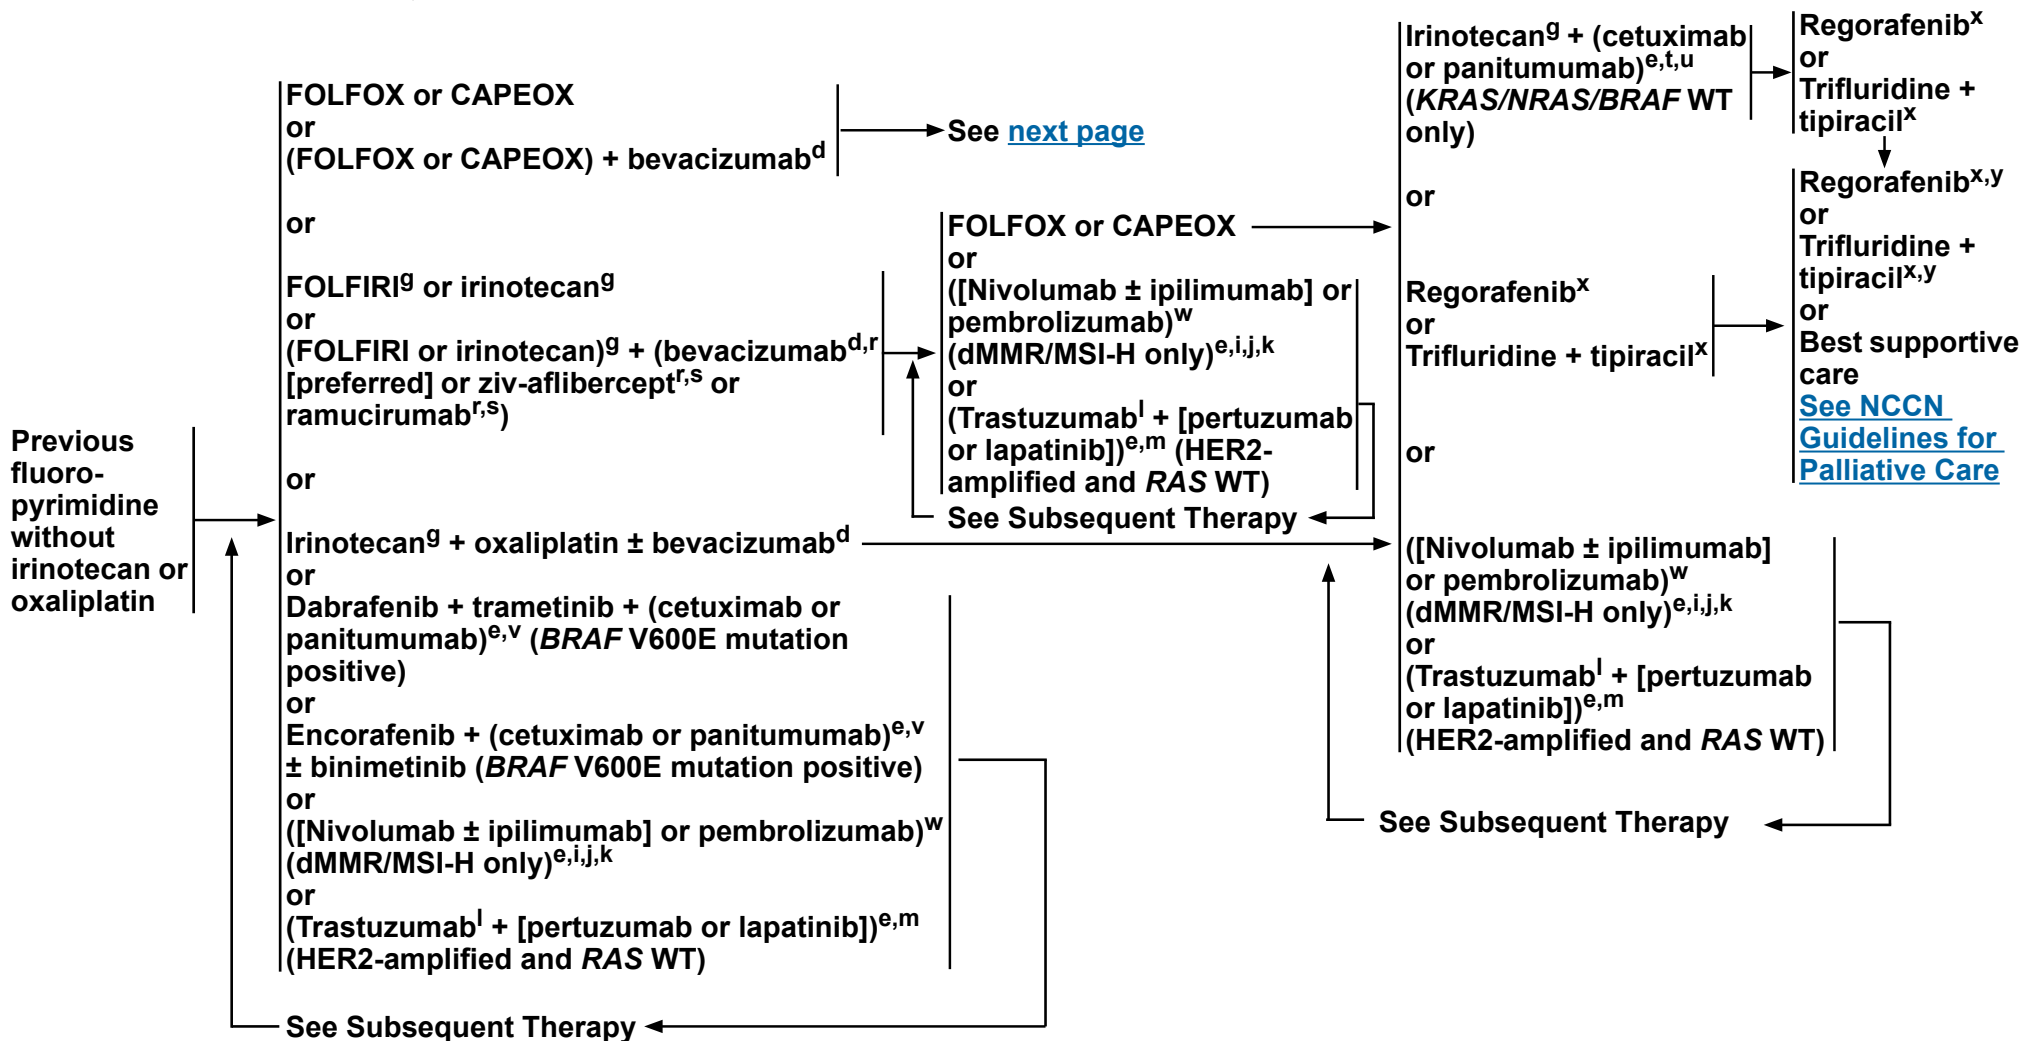 Previous
fluoro-
pyrimidine
without
irinotecan or
oxaliplatin
FOLFOX or CAPEOX
or
(FOLFOX or CAPEOX) + bevacizumabd
or
FOLFIRIg or irinotecang
or
(FOLFIRI or irinotecan)g + (bevacizumabd,r
[preferred] or ziv-afliberceptr,s or
ramucirumabr,s)
or
Irinotecang + oxaliplatin ± bevacizumabd
or
Dabrafenib + trametinib + (cetuximab or
panitumumab)e,v (BRAF V600E mutation
positive)
or
Encorafenib + (cetuximab or panitumumab)e,v
± binimetinib (BRAF V600E mutation positive)
or
([Nivolumab ± ipilimumab] or pembrolizumab)w
(dMMR/MSI-H only)e,i,j,k
or
(Trastuzumabl + [pertuzumab or lapatinib])e,m
(HER2-amplified and RAS WT)
See Subsequent Therapy
See next page
FOLFOX or CAPEOX
or
([Nivolumab ± ipilimumab] or
pembrolizumab)w
(dMMR/MSI-H only)e,i,j,k
or
(Trastuzumabl + [pertuzumab
or lapatinib])e,m (HER2-
amplified and RAS WT)
See Subsequent Therapy
Irinotecang + (cetuximab
or panitumumab)e,t,u
(KRAS/NRAS/BRAF WT
only)
or
Regorafenibx
or
Trifluridine + tipiracilx
or
([Nivolumab ± ipilimumab]
or pembrolizumab)w
(dMMR/MSI-H only)e,i,j,k
or
(Trastuzumabl + [pertuzumab
or lapatinib])e,m
(HER2-amplified and RAS WT)
See Subsequent Therapy
Regorafenibx
or
Trifluridine +
tipiracilx
Regorafenibx,y
or
Trifluridine +
tipiracilx,y
or
Best supportive
care
See NCCN
Guidelines for
Palliative Care